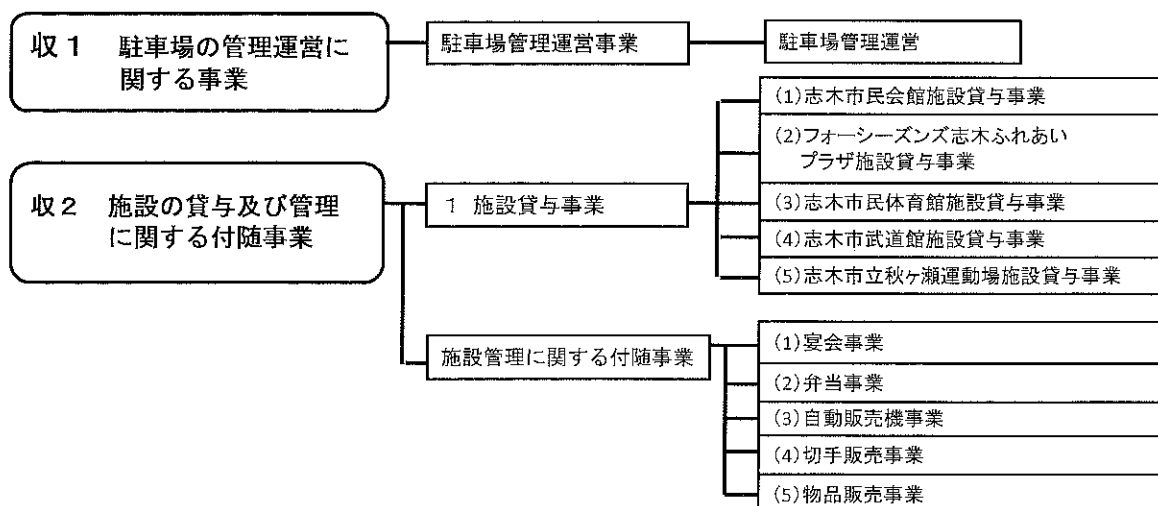 収1 駐車場の管理運営に
関する事業
駐車場管理運営事業
駐車場管理運営
収2 施設の貸与及び管理
に関する付随事業
1 施設貸与事業
(1)志木市民会館施設貸与事業
(2)フォーシーズンズ志木ふれあい
プラザ施設貸与事業
(3)志木市民体育館施設貸与事業
(4)志木市武道館施設貸与事業
(5)志木市立秋ヶ瀬運動場施設貸与事業
施設管理に関する付随事業
(1)宴会事業
(2)弁当事業
(3)自動販売機事業
(4)切手販売事業
(5)物品販売事業